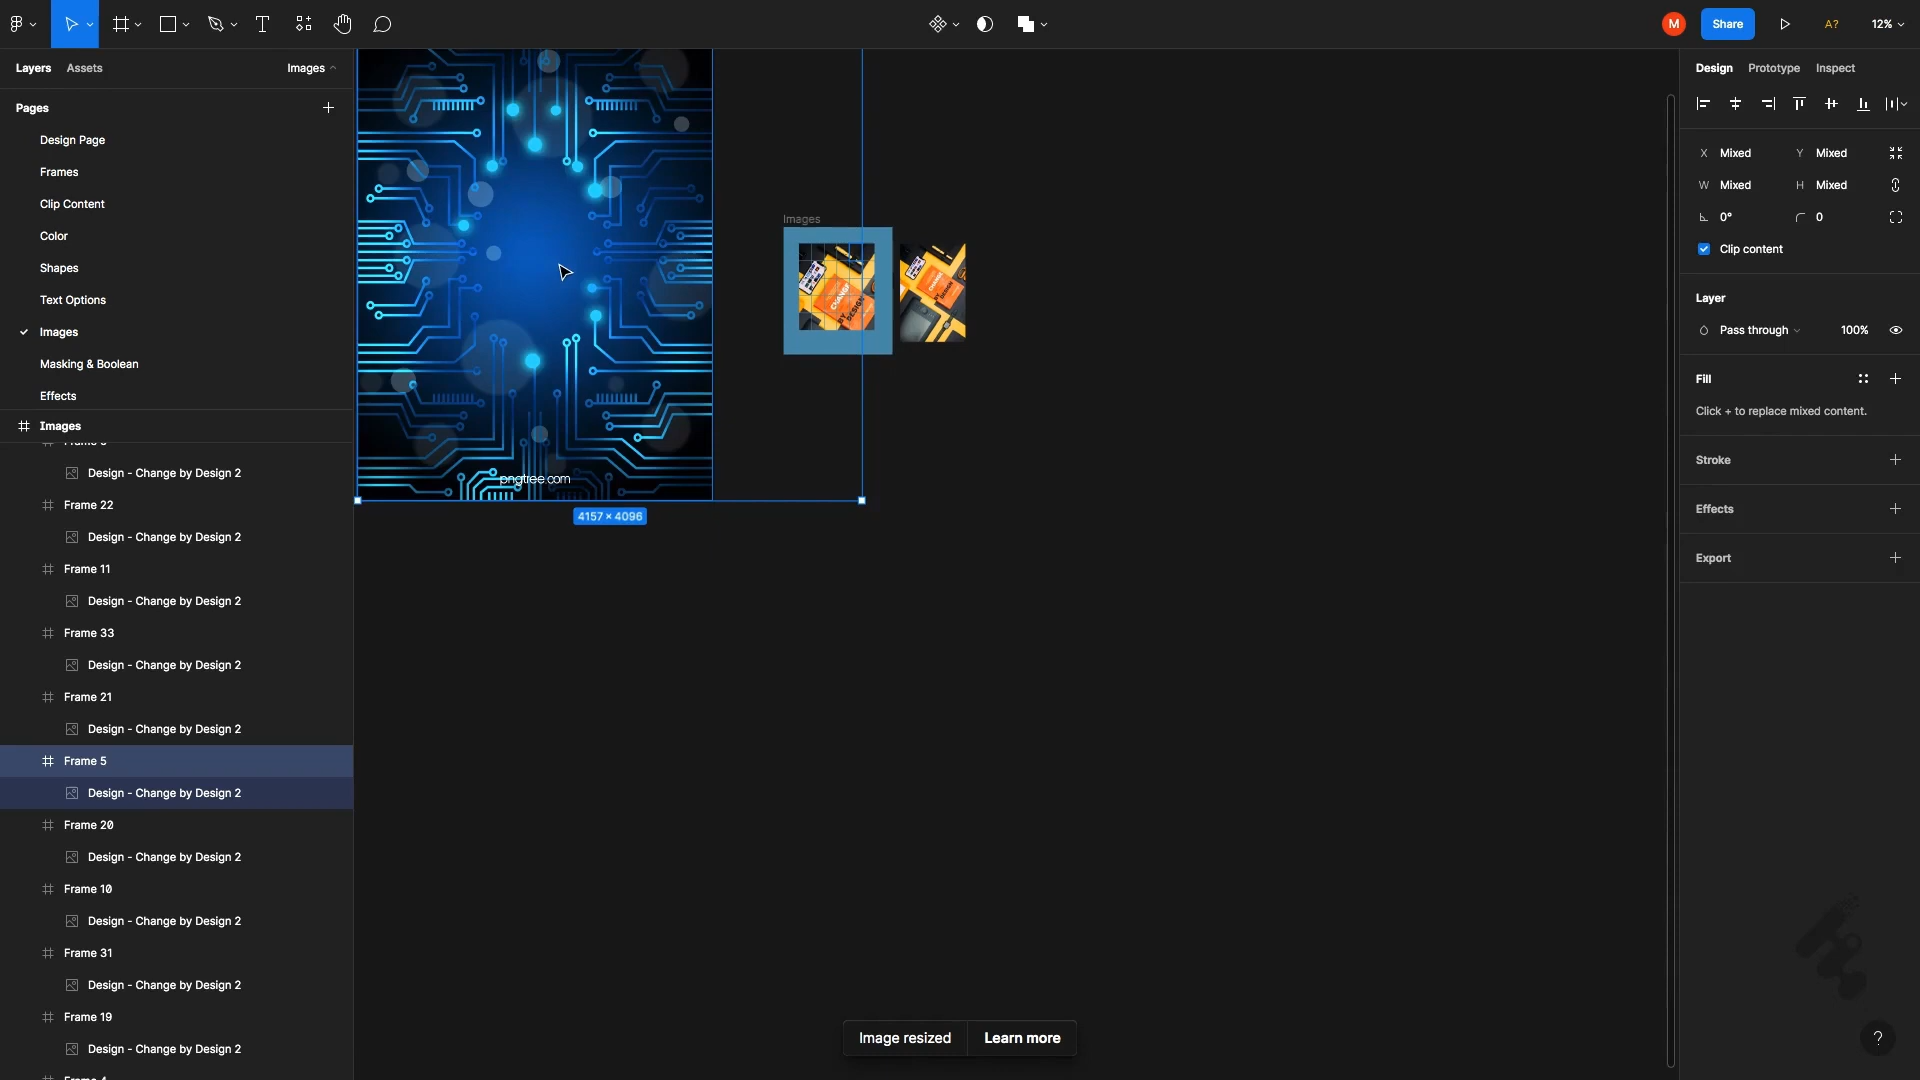 M
Share
A?
12%
Layers
Assets
Images
Design
Prototype
Inspect
Pages
Design Page
Frames
Clip Content
Color
Shapes
Text Options
Images
Masking & Boolean
Effects
Images
Design - Change by Design 2
Frame 22
Design - Change by Design 2
Frame 11
Design - Change by Design 2
Frame 33
Design - Change by Design 2
Frame 21
Design - Change by Design 2
Frame 5
Design - Change by Design 2
Frame 20
Design - Change by Design 2
Frame 10
Design - Change by Design 2
Frame 31
Design - Change by Design 2
Frame 19
Design - Change by Design 2
pngtree.com
4157 × 4096
Images
CHANGE
BY
DESIGN
CHANGE
BY
DESIGN
Image resized
Learn more
X Mixed
Y Mixed
W Mixed
H Mixed
0°
0
Clip content
Layer
Pass through
100%
Fill
Click + to replace mixed content.
Stroke
Effects
Export
?